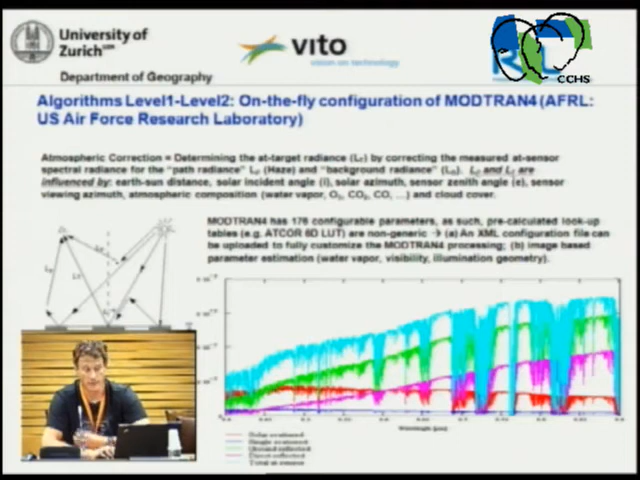 University of
Zurich
vito
vision on technology
CCHS
Department of Geography
Algorithms Level1-Level2: On-the-fly configuration of MODTRAN4 (AFRL:
US Air Force Research Laboratory)
Atmospheric Correction = Determining the at-target radiance (L) by correcting the measured at-sensor
spectral radiance for the "path radiance" L (Haze) and "background radiance" (L). L and L are
influenced by: earth-sun distance, solar incident angle (i), solar azimuth, sensor zenith angle (e), sensor
viewing azimuth, atmospheric composition (water vapor, O3, CO2, CO, ...) and cloud cover.
MODTRAN4 has 176 configurable parameters, as such, pre-calculated look-up
tables (e.g. ATCOR 6D LUT) are non-generic → (a) An XML configuration file can
be uploaded to fully customize the MODTRAN4 processing; (b) image based
parameter estimation (water vapor, visibility, illumination geometry).
Wavelength